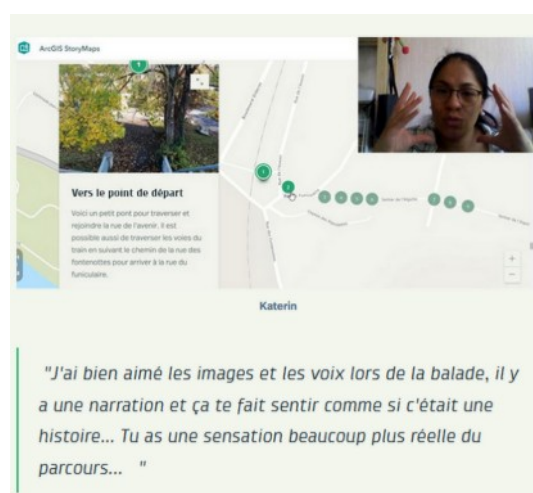 ArcGIS StoryMaps
1
Vers le point de départ
Voici un petit pont pour traverser et
rejoindre la rue de l'avenir. Il est
possible aussi de traverser les voies du
train en suivant le chemin de la rue des
fontenottes pour arriver à la rue du
funiculaire.
Katerin
"J'ai bien aimé les images et les voix lors de la balade, il y
a une narration et ça te fait sentir comme si c'était une
histoire... Tu as une sensation beaucoup plus réelle du
parcours... "